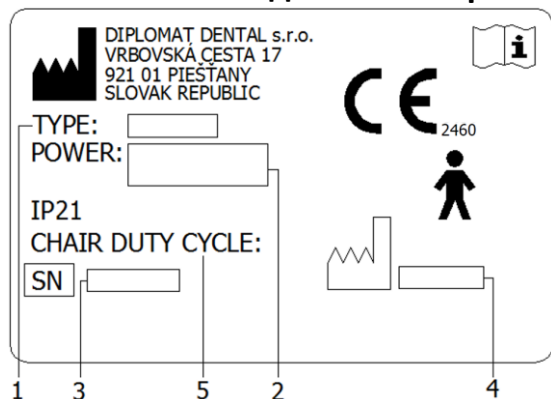 DIPLOMAT DENTAL s.r.o.
VRBOVSKÁ CESTA 17
921 01 PIEŠŤANY
SLOVAK REPUBLIC
CE 2460
TYPE:
POWER:
IP21
CHAIR DUTY CYCLE:
SN
1 3 5 2 4